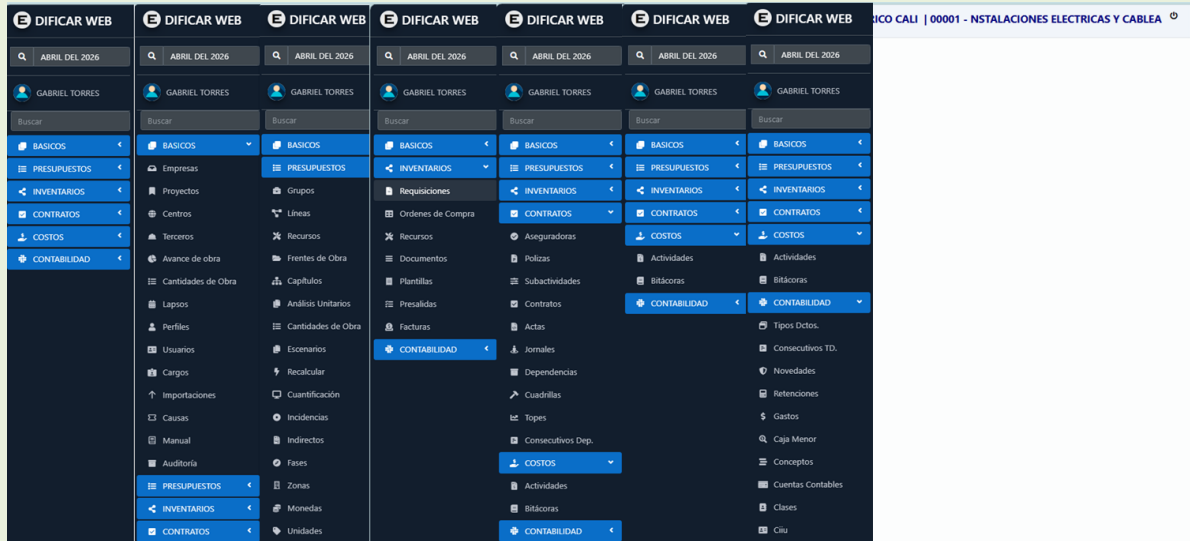 E DIFICAR WEB
ABRIL DEL 2026
GABRIEL TORRES
Buscar
BASICOS
PRESUPUESTOS
INVENTARIOS
CONTRATOS
COSTOS
CONTABILIDAD
E DIFICAR WEB
ABRIL DEL 2026
GABRIEL TORRES
Buscar
BASICOS
Empresas
Proyectos
Centros
Terceros
Avance de obra
Cantidades de Obra
Lapsos
Perfiles
Usuarios
Cargos
Importaciones
Causas
Manual
Auditoría
PRESUPUESTOS
INVENTARIOS
CONTRATOS
E DIFICAR WEB
ABRIL DEL 2026
GABRIEL TORRES
Buscar
BASICOS
PRESUPUESTOS
Grupos
Líneas
Recursos
Frentes de Obra
Capítulos
Análisis Unitarios
Cantidades de Obra
Escenarios
Recalcular
Cuantificación
Incidencias
Indirectos
Fases
Zonas
Monedas
Unidades
E DIFICAR WEB
ABRIL DEL 2026
GABRIEL TORRES
Buscar
BASICOS
INVENTARIOS
Requisiciones
Ordenes de Compra
Recursos
Documentos
Plantillas
Presalidas
Facturas
CONTABILIDAD
E DIFICAR WEB
ABRIL DEL 2026
GABRIEL TORRES
Buscar
BASICOS
PRESUPUESTOS
INVENTARIOS
CONTRATOS
Aseguradoras
Polizas
Subactividades
Contratos
Actas
Jornales
Dependencias
Cuadrillas
Topes
Consecutivos Dep.
COSTOS
Actividades
Bitácoras
CONTABILIDAD
E DIFICAR WEB
ABRIL DEL 2026
GABRIEL TORRES
Buscar
BASICOS
PRESUPUESTOS
INVENTARIOS
CONTRATOS
COSTOS
Actividades
Bitácoras
CONTABILIDAD
E DIFICAR WEB
ABRIL DEL 2026
GABRIEL TORRES
Buscar
BASICOS
PRESUPUESTOS
INVENTARIOS
CONTRATOS
COSTOS
Actividades
Bitácoras
CONTABILIDAD
Tipos Dctos.
Consecutivos TD.
Novedades
Retenciones
Gastos
Caja Menor
Conceptos
Cuentas Contables
Clases
Ciiu
RICO CALI | 00001 - NSTALACIONES ELECTRICAS Y CABLEA